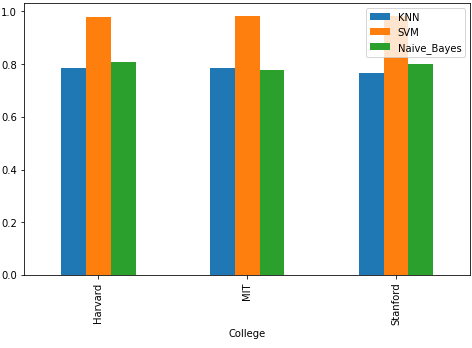 1.0
0.8
0.6
0.4
0.2
0.0
KNN
SVM
Naive_Bayes
Harvard
MIT
Stanford
College